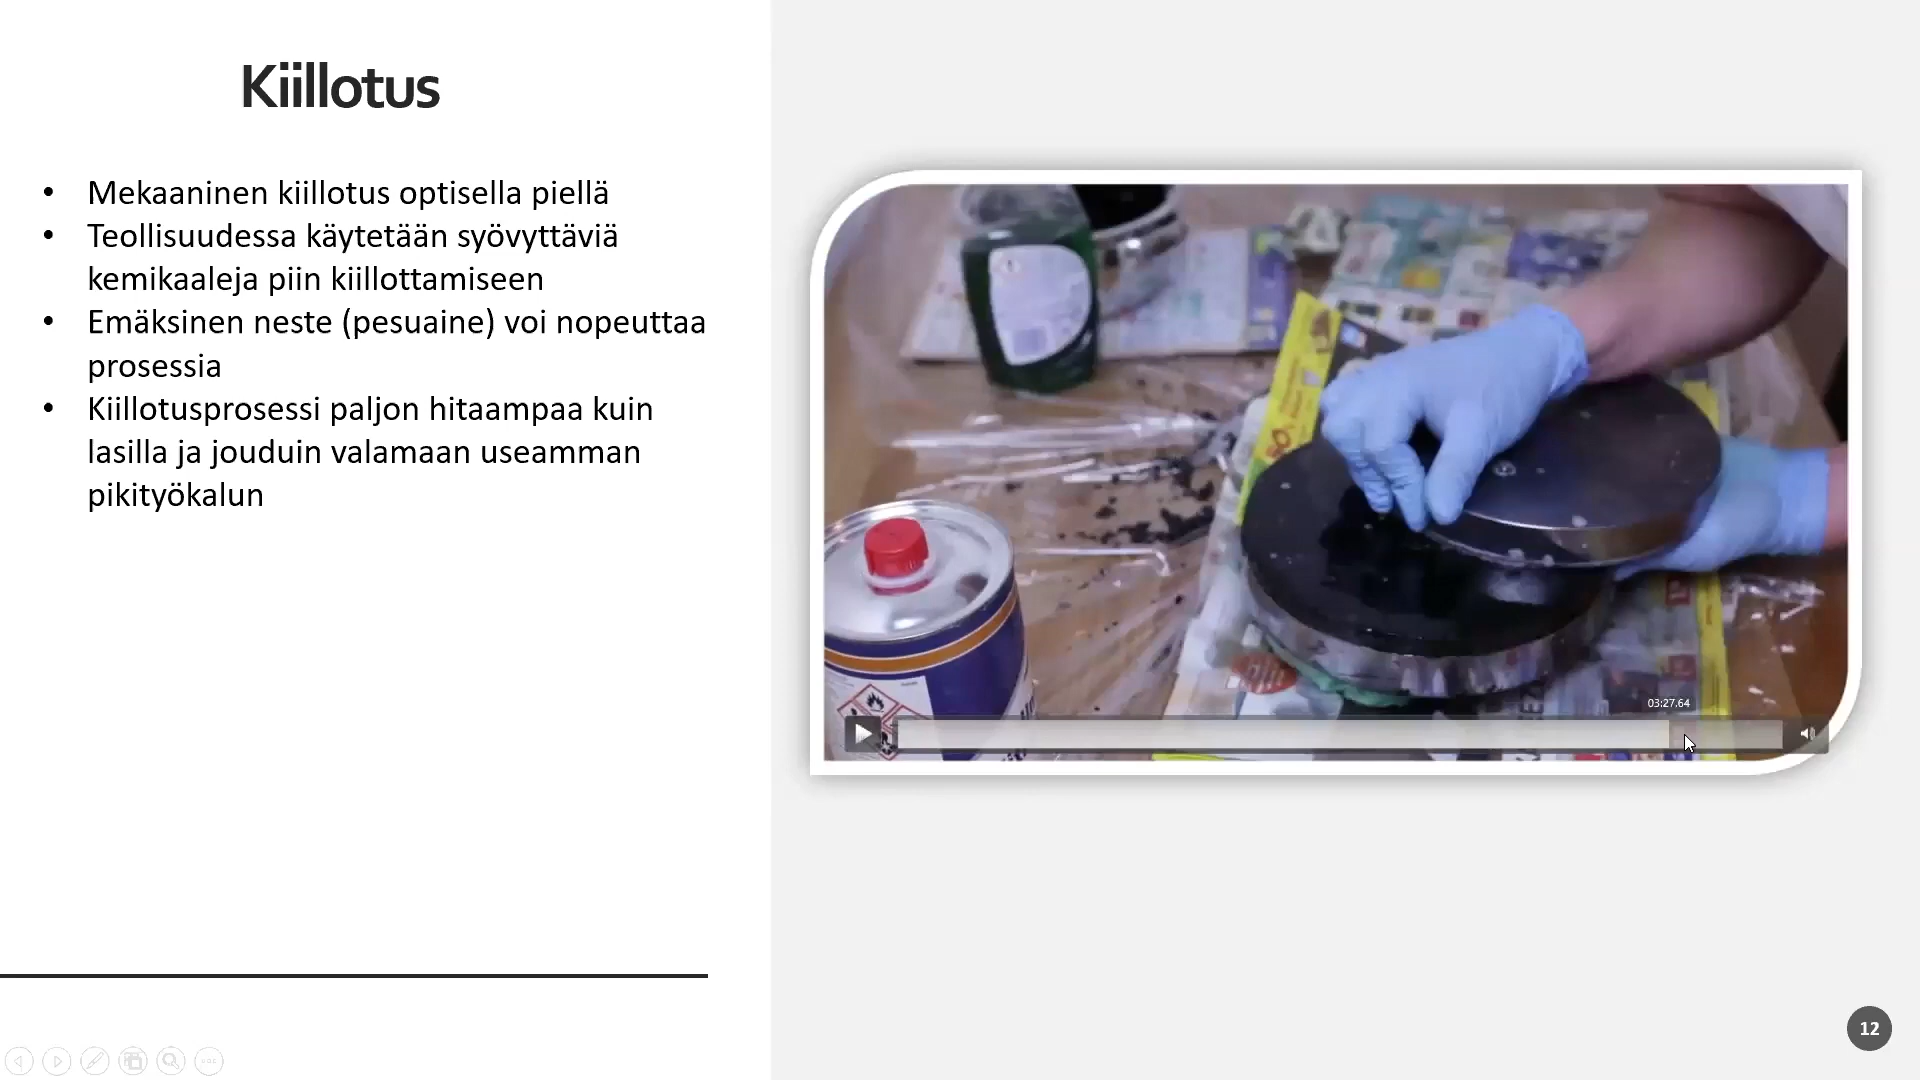 Kiillotus
• Mekaaninen kiillotus optisella piellä
• Teollisuudessa käytetään syövyttäviä
kemikaaleja piin kiillottamiseen
• Emäksinen neste (pesuaine) voi nopeuttaa
prosessia
• Kiillotusprosessi paljon hitaampaa kuin
lasilla ja jouduin valamaan useamman
pikityökalun
03:27.64
12